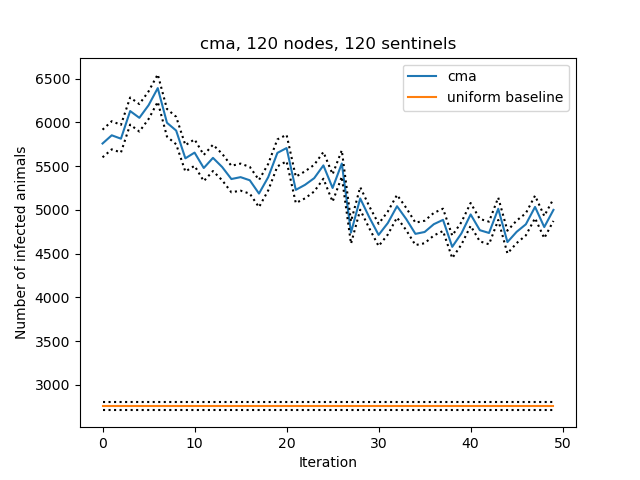 cma, 120 nodes, 120 sentinels
cma
uniform baseline
Number of infected animals
6500
6000
5500
5000
4500
4000
3500
3000
0 10 20 30 40 50
Iteration